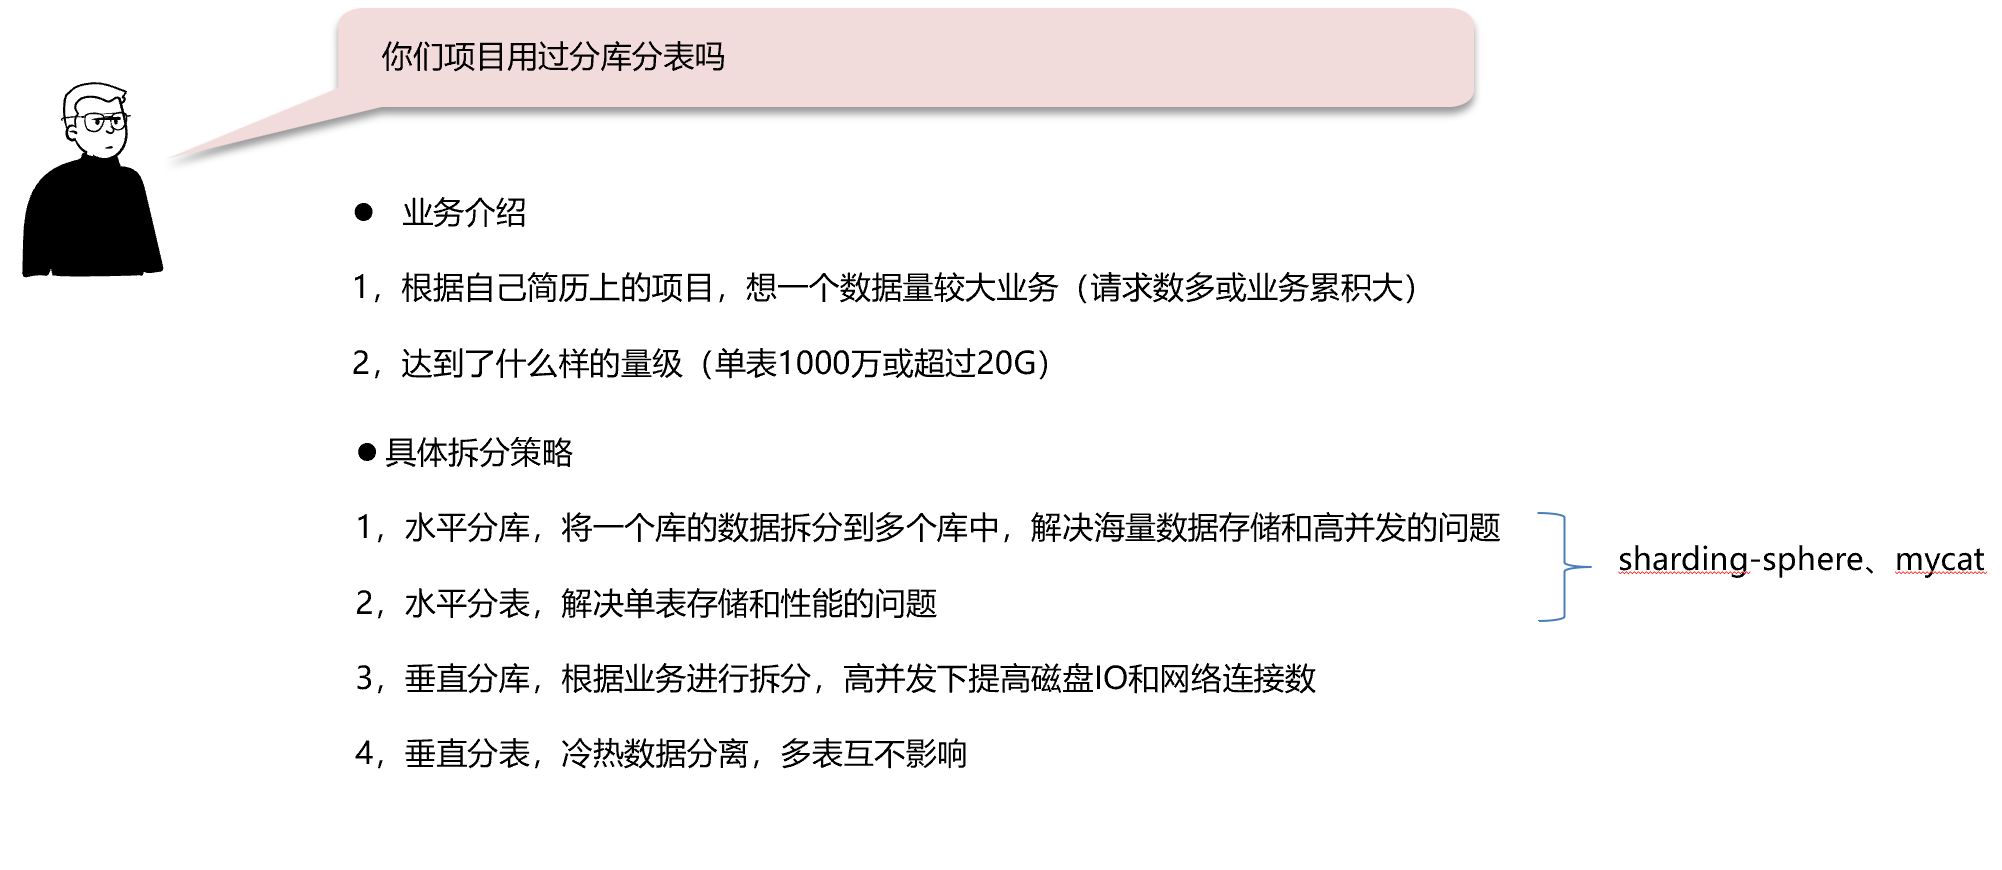 你们项目用过分库分表吗
● 业务介绍
1，根据自己简历上的项目，想一个数据量较大业务（请求数多或业务累积大）
2，达到了什么样的量级（单表1000万或超过20G）
● 具体拆分策略
1，水平分库，将一个库的数据拆分到多个库中，解决海量数据存储和高并发的问题
2，水平分表，解决单表存储和性能的问题
sharding-sphere、mycat
3，垂直分库，根据业务进行拆分，高并发下提高磁盘IO和网络连接数
4，垂直分表，冷热数据分离，多表互不影响